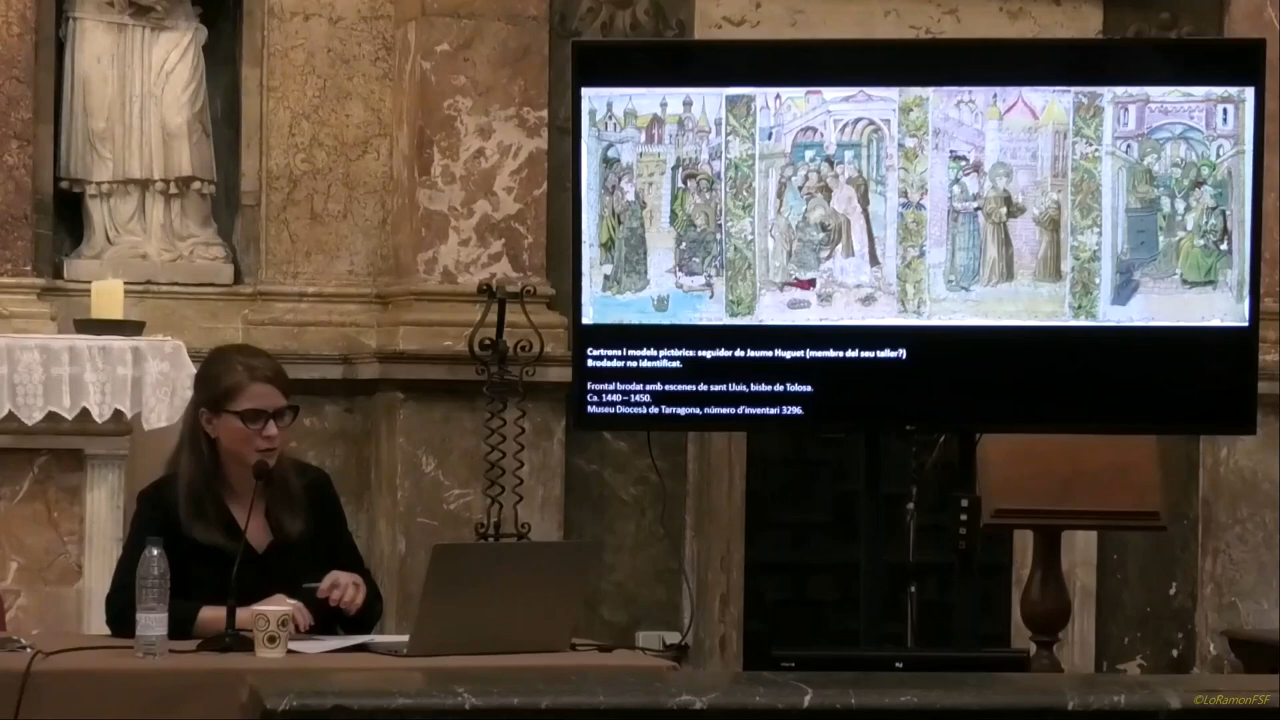 Cartrons i models pictòrics: seguidor de Jaume Huguet (membre del seu taller?)
Brodador no identificat.
Frontal brodat amb escenes de sant Lluis, bisbe de Tolosa.
Ca. 1440 – 1450.
Museu Diocesà de Tarragona, número d'inventari 3296.
©LoRamonFSF